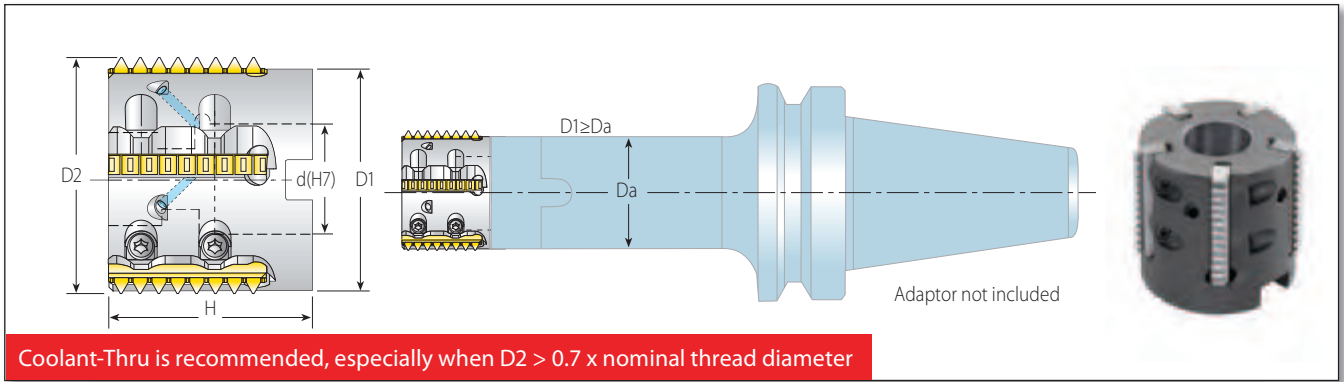 D2
d(H7)
D1
H
D1≥Da
Da
Adaptor not included
Coolant-Thru is recommended, especially when D2 > 0.7 x nominal thread diameter